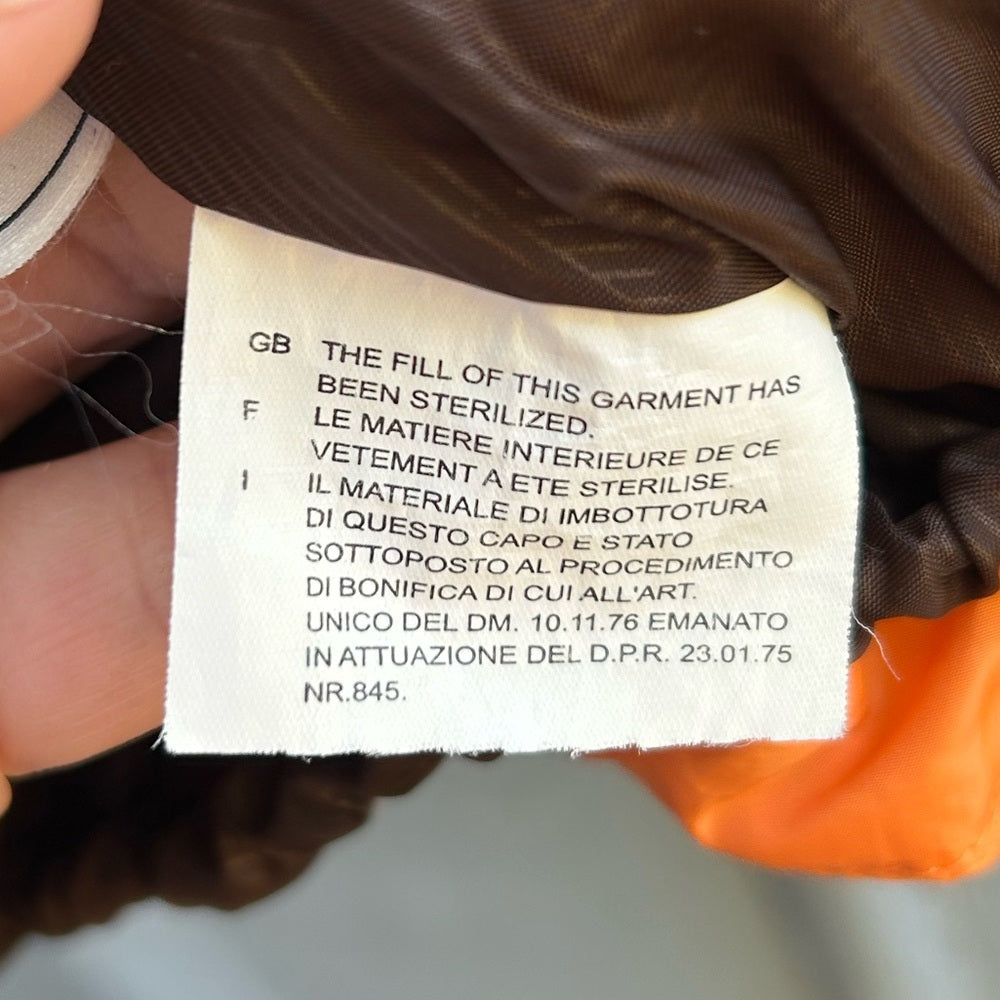 GB THE FILL OF THIS GARMENT HAS
BEEN STERILIZED.
F LE MATIERE INTERIEURE DE CE
VETEMENT A ETE STERILISE.
I IL MATERIALE DI IMBOTTOTURA
DI QUESTO CAPO E STATO
SOTTOPOSTO AL PROCEDIMENTO
DI BONIFICA DI CUI ALL'ART.
UNICO DEL DM. 10.11.76 EMANATO
IN ATTUAZIONE DEL D.P.R. 23.01.75
NR.845.